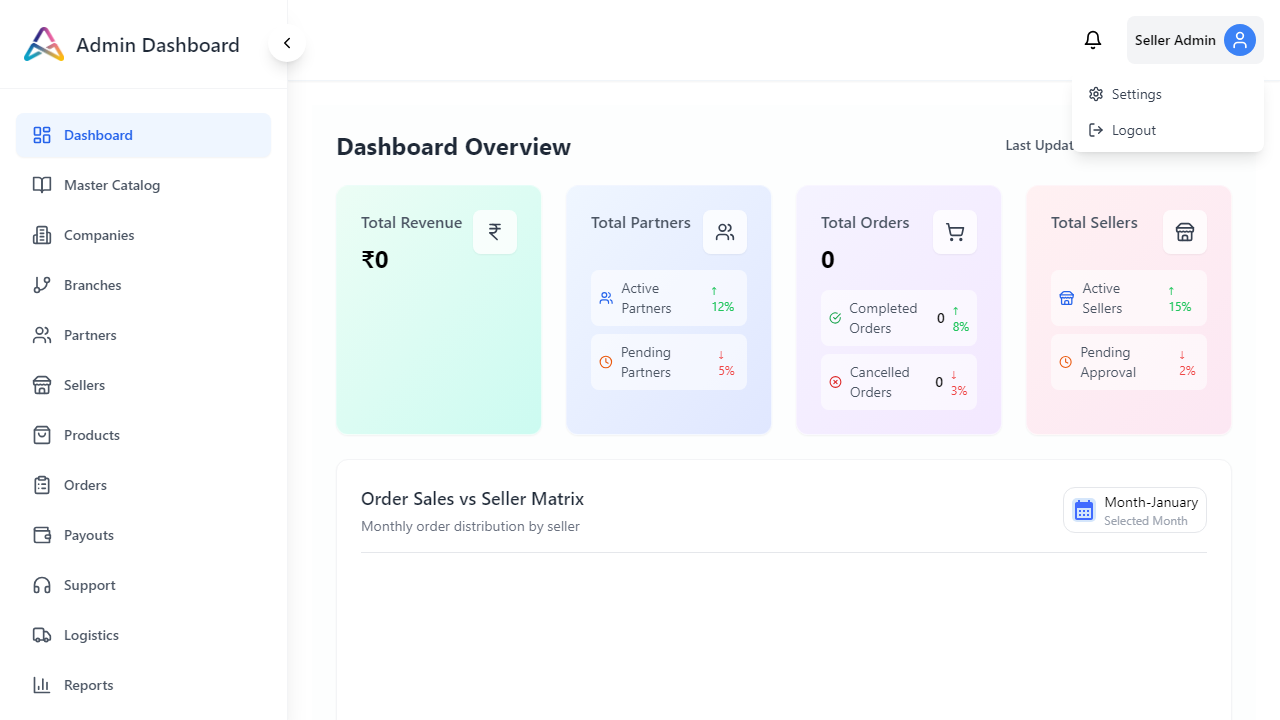 Admin Dashboard
Seller Admin
Settings
Logout
Dashboard
Master Catalog
Companies
Branches
Partners
Sellers
Products
Orders
Payouts
Support
Logistics
Reports
Dashboard Overview
Last Updat
Total Revenue
₹
₹0
Total Partners
Active
Partners
↑
12%
Pending
Partners
↓
5%
Total Orders
0
Completed
Orders
0
↑
8%
Cancelled
Orders
0
↓
3%
Total Sellers
Active
Sellers
↑
15%
Pending
Approval
↓
2%
Order Sales vs Seller Matrix
Monthly order distribution by seller
Month-January
Selected Month